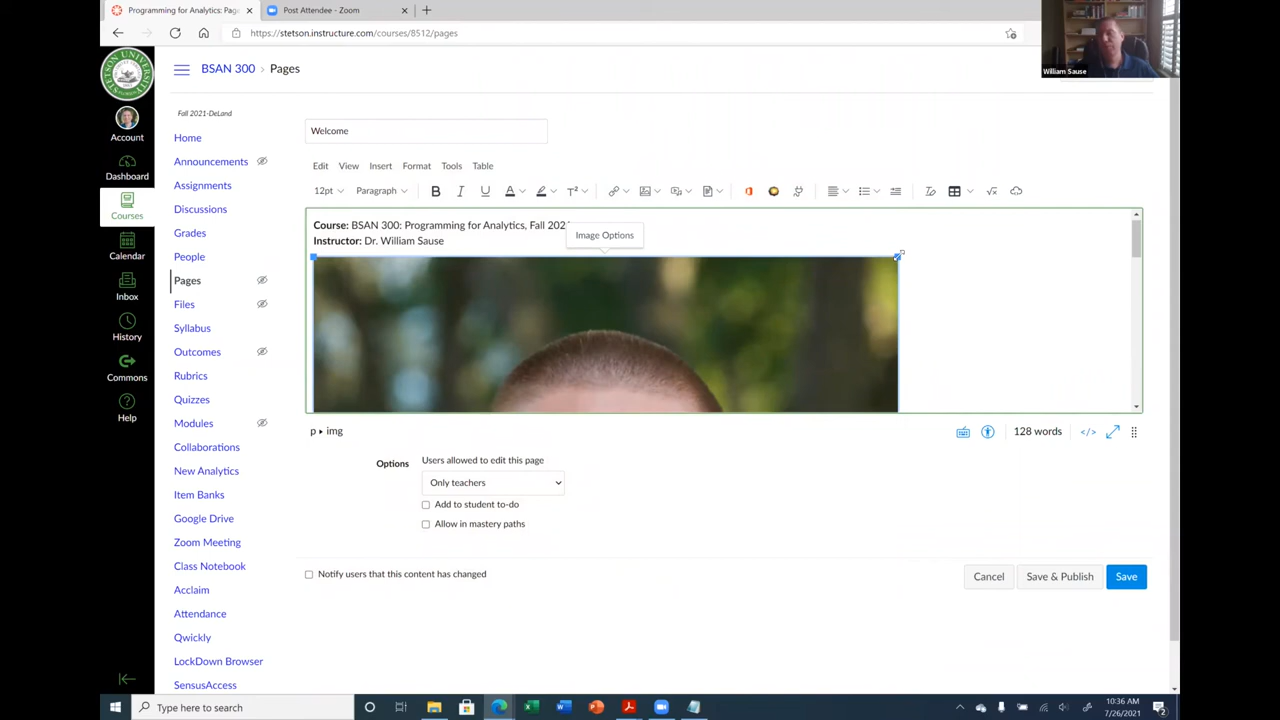 Programming for Analytics: Page
Post Attendee - Zoom
https://stetson.instructure.com/courses/8512/pages
William Sause
STETSON UNIVERSITY
BSAN 300 › Pages
Account
Dashboard
Courses
Calendar
Inbox
History
Commons
Help
Fall 2021-DeLand
Home
Announcements
Assignments
Discussions
Grades
People
Pages
Files
Syllabus
Outcomes
Rubrics
Quizzes
Modules
Collaborations
New Analytics
Item Banks
Google Drive
Zoom Meeting
Class Notebook
Acclaim
Attendance
Qwickly
LockDown Browser
SensusAccess
Welcome
Edit View Insert Format Tools Table
12pt Paragraph B I U A T²
Course: BSAN 300: Programming for Analytics, Fall 202
Instructor: Dr. William Sause
Image Options
p ▸ img
</> 128 words
Options
Users allowed to edit this page
Only teachers
Add to student to-do
Allow in mastery paths
Notify users that this content has changed
Cancel Save & Publish Save
Type here to search
10:36 AM
7/26/2021
2